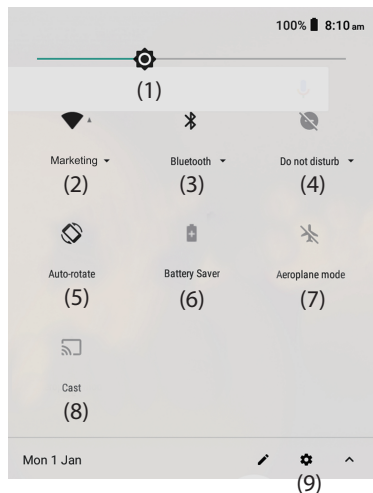 100% 8:10 am
(1)
Marketing Bluetooth Do not disturb
(2) (3) (4)
Auto-rotate Battery Saver Aeroplane mode
(5) (6) (7)
Cast
(8)
Mon 1 Jan
(9)